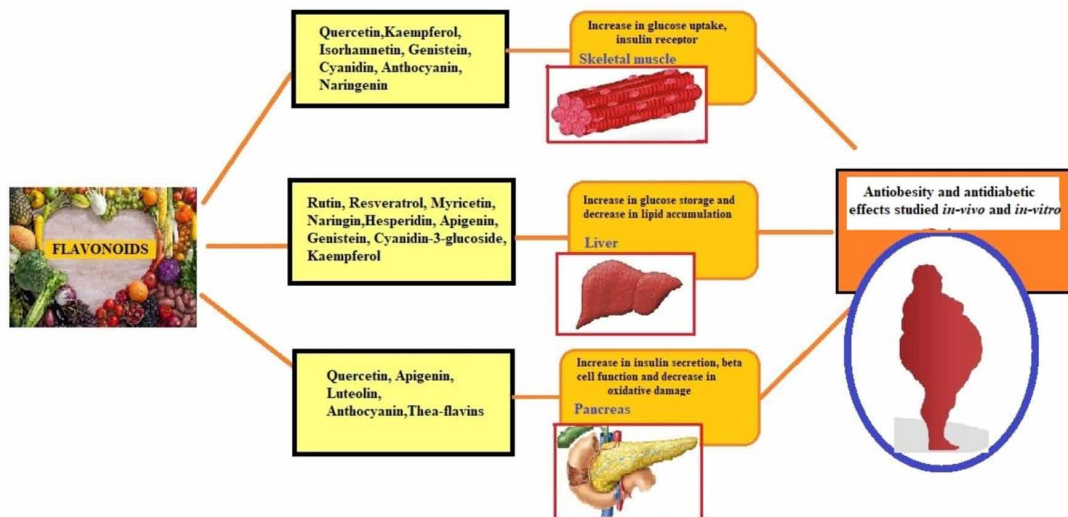 FLAVONOIDS
Quercetin,Kaempferol,
Isorhamnetin, Genistein,
Cyanidin, Anthocyanin,
Naringenin
Increase in glucose uptake,
insulin receptor
Skeletal muscle
Rutin, Resveratrol, Myricetin,
Naringin,Hesperidin, Apigenin,
Genistein, Cyanidin-3-glucoside,
Kaempferol
Increase in glucose storage and
decrease in lipid accumulation
Liver
Quercetin, Apigenin,
Luteolin,
Anthocyanin,Thea-flavins
Increase in insulin secretion, beta
cell function and decrease in
oxidative damage
Pancreas
Antiobesity and antidiabetic
effects studied in-vivo and in-vitro